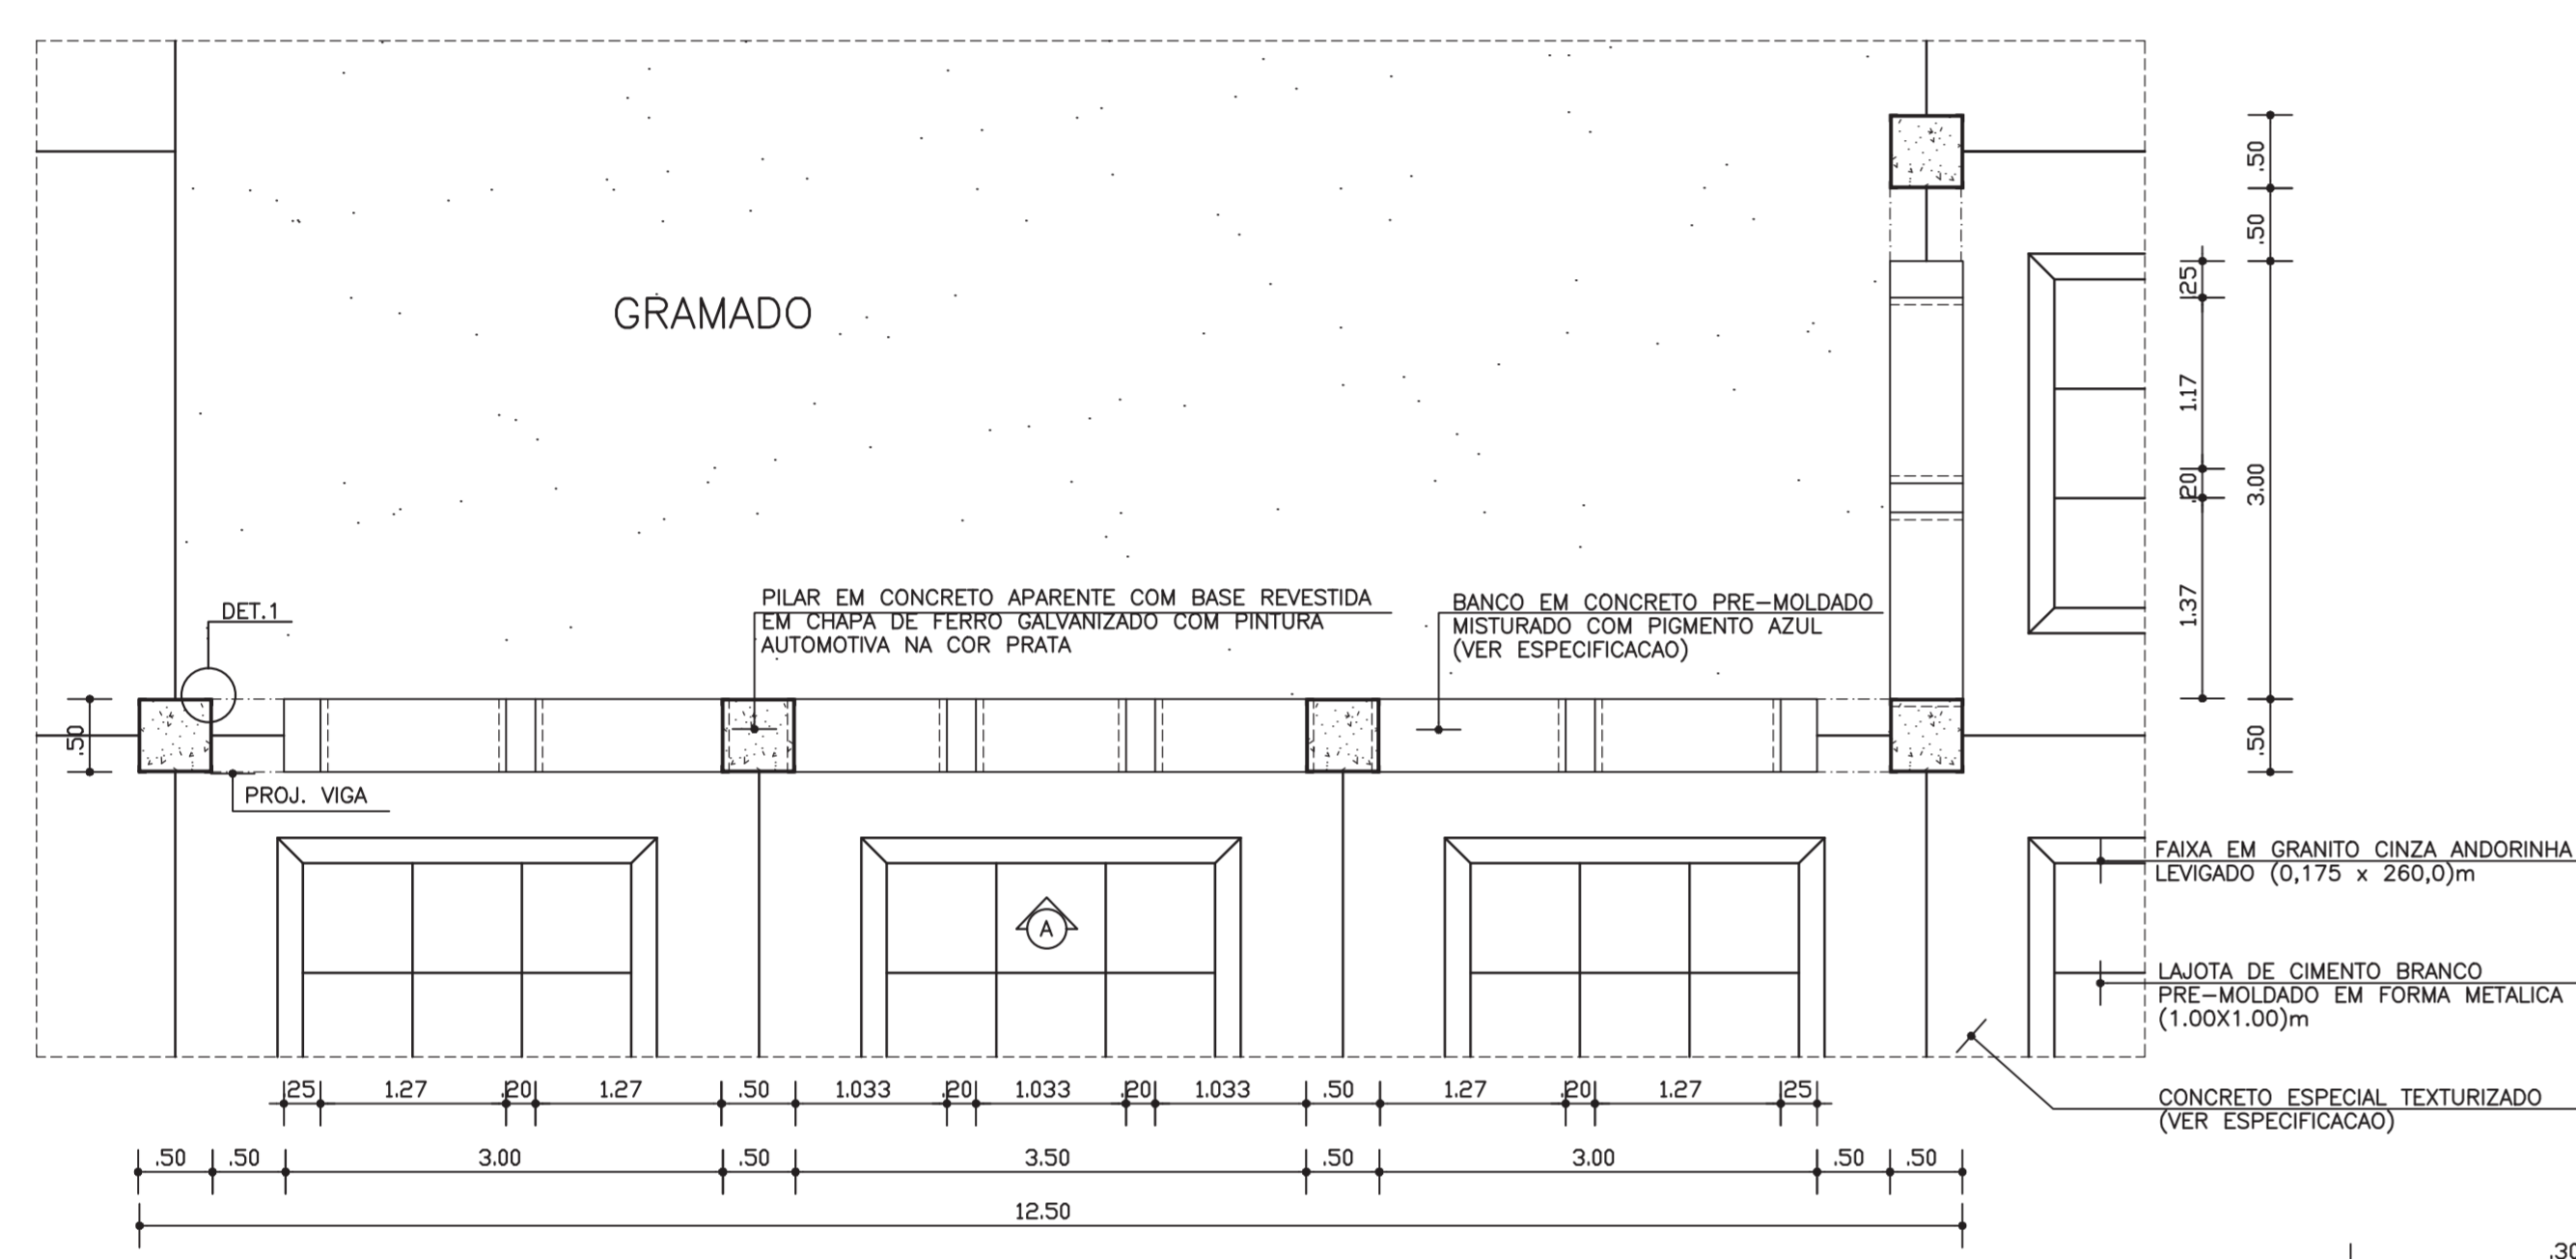 GRAMADO
DET.1
PILAR EM CONCRETO APARENTE COM BASE REVESTIDA
EM CHAPA DE FERRO GALVANIZADO COM PINTURA
AUTOMOTIVA NA COR PRATA
BANCO EM CONCRETO PRE-MOLDADO
MISTURADO COM PIGMENTO AZUL
(VER ESPECIFICACAO)
.50
.50
.25
1.17
.20
3.00
1.37
.50
.50
PROJ. VIGA
A
FAIXA EM GRANITO CINZA ANDORINHA
LEVIGADO (0,175 x 260,0)m
LAJOTA DE CIMENTO BRANCO
PRE-MOLDADO EM FORMA METALICA
(1.00X1.00)m
CONCRETO ESPECIAL TEXTURIZADO
(VER ESPECIFICACAO)
.25 1.27 .20 1.27 .50 1.033 .20 1.033 .20 1.033 .50 1.27 .20 1.27 .25
.50 .50 3.00 .50 3.50 .50 3.00 .50 .50
12.50